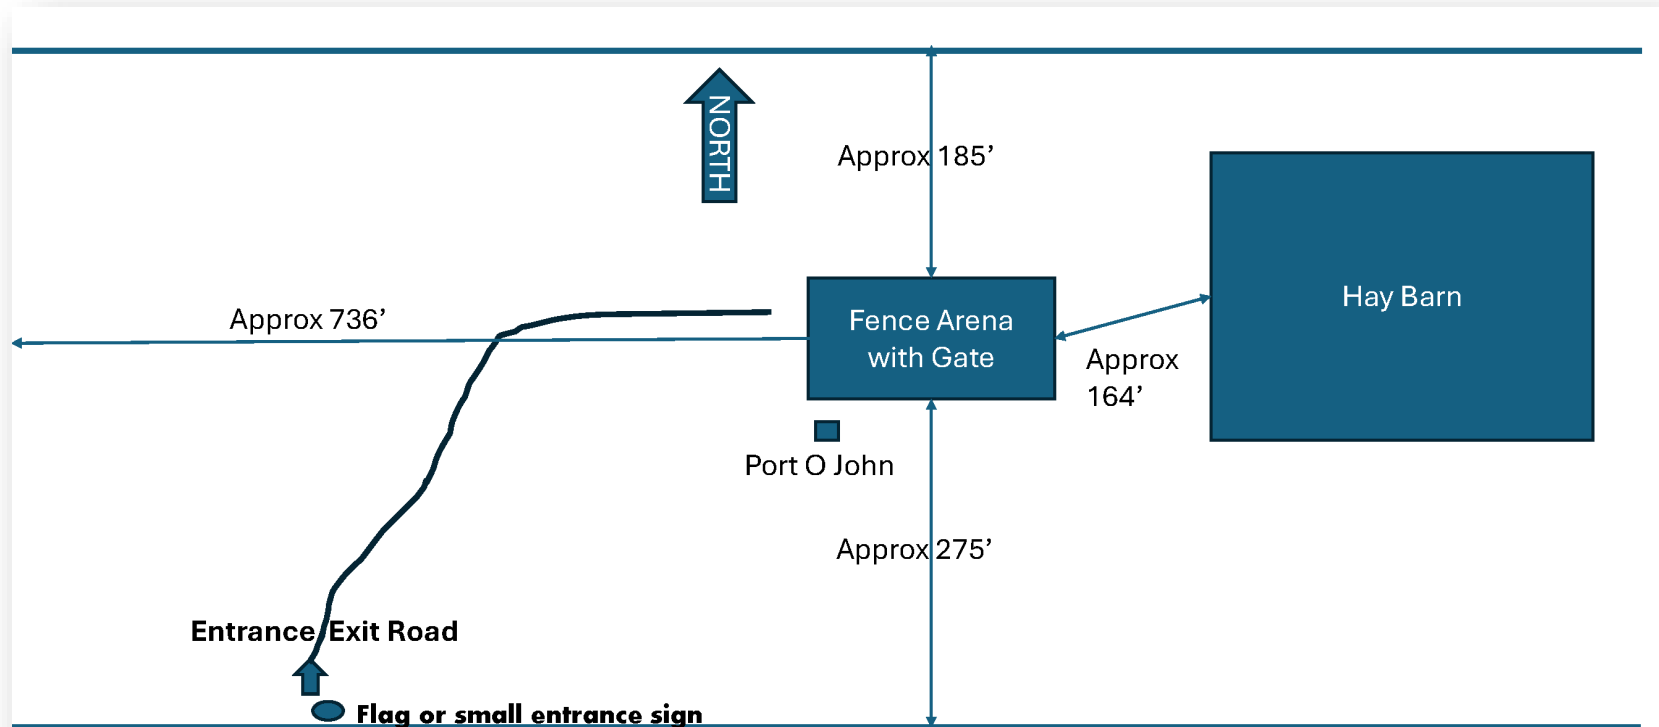 NORTH
Approx 185’
Approx 736’
Fence Arena
with Gate
Hay Barn
Approx
164’
Port O John
Approx 275’
Entrance/Exit Road
Flag or small entrance sign